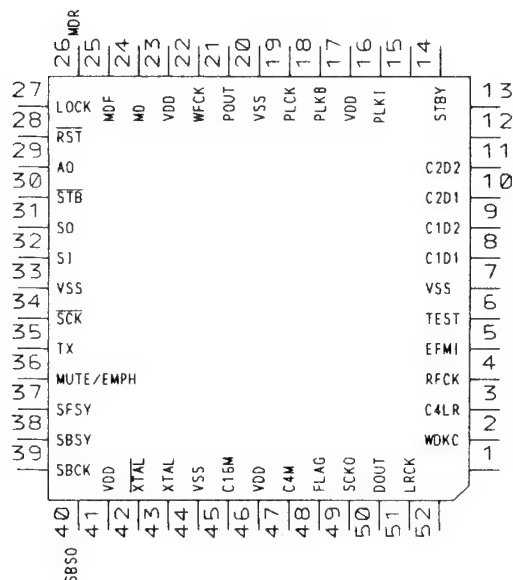 MDR
26
25
24
23
22
21
20
19
18
17
16
15
14
MDF
MD
VDD
WFCK
POUT
VSS
PLCK
PLKB
VDD
PLKI
STBY
27
LOCK
28
RST
29
AO
30
STB
31
SO
32
SI
33
VSS
34
SCK
35
TX
36
MUTE/EMPH
37
SFSY
38
SBSY
39
SBCK
13
12
11
C2D2
10
C2D1
9
C1D2
8
C1D1
7
VSS
6
TEST
5
EFMI
4
RFCK
3
C4LR
2
WDKC
1
VDD
XTAL
XTAL
VSS
C16M
VDD
C4M
FLAG
SCKO
DOUT
LRCK
40
41
42
43
44
45
46
47
48
49
50
51
52
SBSO